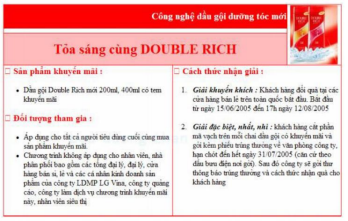 Công nghệ dầu gội dưỡng tóc mới
Tỏa sáng cùng DOUBLE RICH
Sản phẩm khuyến mãi :
Dầu gội Double Rich mới 200ml, 400ml có tem
khuyến mãi
Đối tượng tham gia :
Áp dụng cho tất cả người tiêu dùng cuối cùng mua
sản phẩm khuyến mãi.
Chương trình không áp dụng cho nhân viên, nhà
phân phối bao gồm các tổng đại lý, đại lý, cửa
hàng bán sỉ, lẻ và các cá nhân kinh doanh sản
phẩm của công ty LDMP LG Vina, công ty quảng
cáo, công ty làm dịch vụ chương trình khuyến mãi
này, nhân viên siêu thị
Cách thức nhận giải :
1. Giải khuyến khích : Khách hàng đổi quà tại các
cửa hàng bán lẻ trên toàn quốc bắt đầu. Bắt đầu
từ ngày 15/06/2005 đến 17h ngày 12/08/2005
2. Giải đặc biệt, nhất, nhì : khách hàng cắt phần
mã vạch trên mỗi chai dầu gội có khuyến mãi và
gởi kèm phiếu trúng thưởng về văn phòng công ty,
hạn chót đến hết ngày 31/07/2005 (căn cứ theo
dấu bưu điện nơi gởi). Sau đó công ty sẽ gởi thư
thông báo trúng thưởng và cách thức nhận quà cho
khách hàng